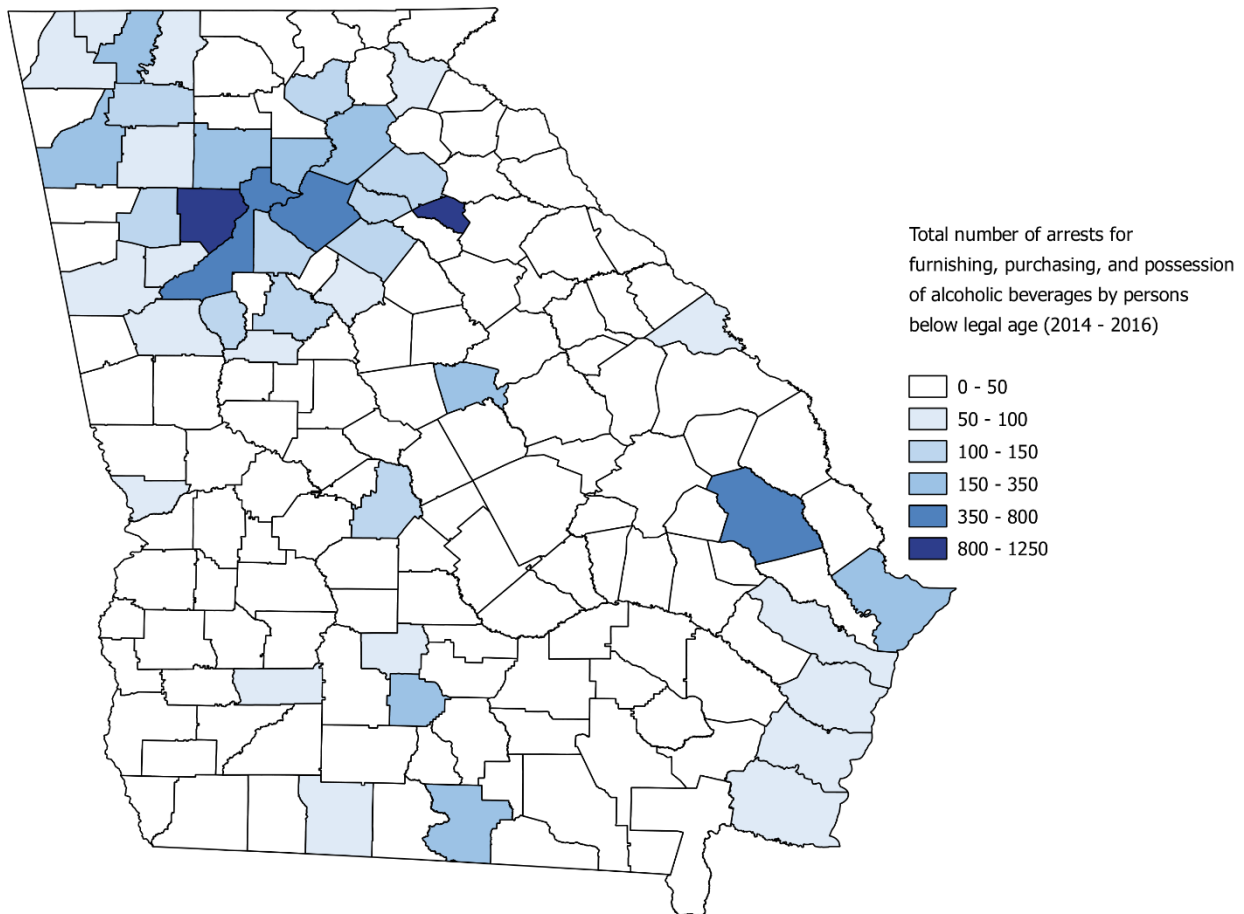 Total number of arrests for
furnishing, purchasing, and possession
of alcoholic beverages by persons
below legal age (2014 - 2016)
0 - 50
50 - 100
100 - 150
150 - 350
350 - 800
800 - 1250